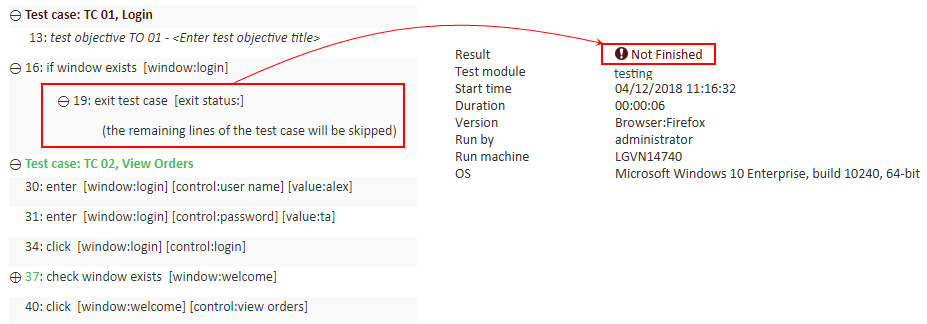 Test case: TC 01, Login
13: test objective TO 01 - <Enter test objective title>
16: if window exists [window:login]
19: exit test case [exit status:]
(the remaining lines of the test case will be skipped)
Test case: TC 02, View Orders
30: enter [window:login] [control:user name] [value:alex]
31: enter [window:login] [control:password] [value:ta]
34: click [window:login] [control:login]
37: check window exists [window:welcome]
40: click [window:welcome] [control:view orders]
Result Not Finished
Test module testing
Start time 04/12/2018 11:16:32
Duration 00:00:06
Version Browser:Firefox
Run by administrator
Run machine LGVN14740
OS Microsoft Windows 10 Enterprise, build 10240, 64-bit